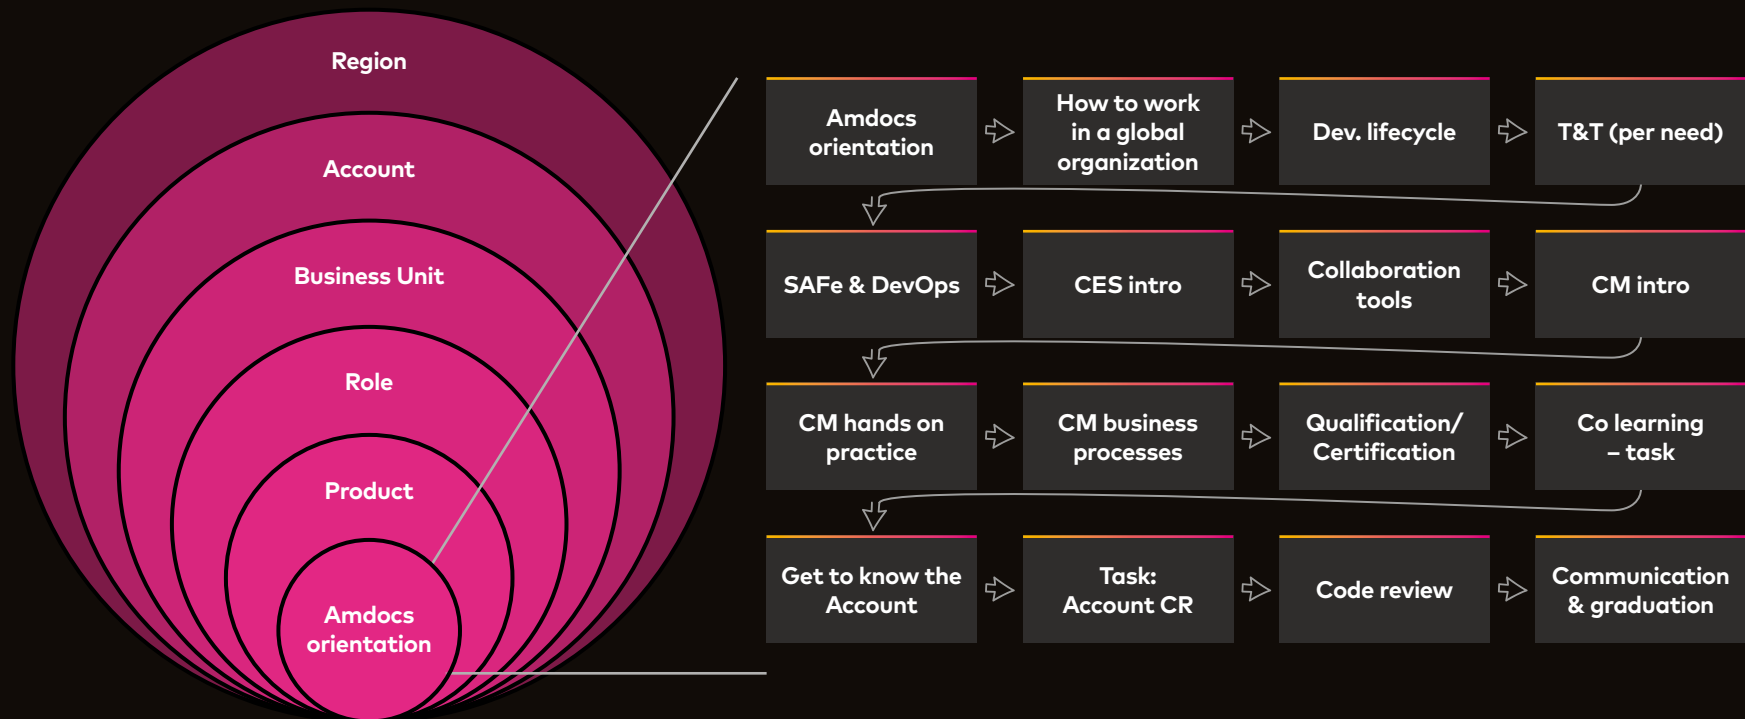 Region
Account
Business Unit
Role
Product
Amdocs
orientation
Amdocs
orientation
How to work
in a global
organization
Dev. lifecycle
T&T (per need)
SAFe & DevOps
CES intro
Collaboration
tools
CM intro
CM hands on
practice
CM business
processes
Qualification/
Certification
Co learning
– task
Get to know the
Account
Task:
Account CR
Code review
Communication
& graduation